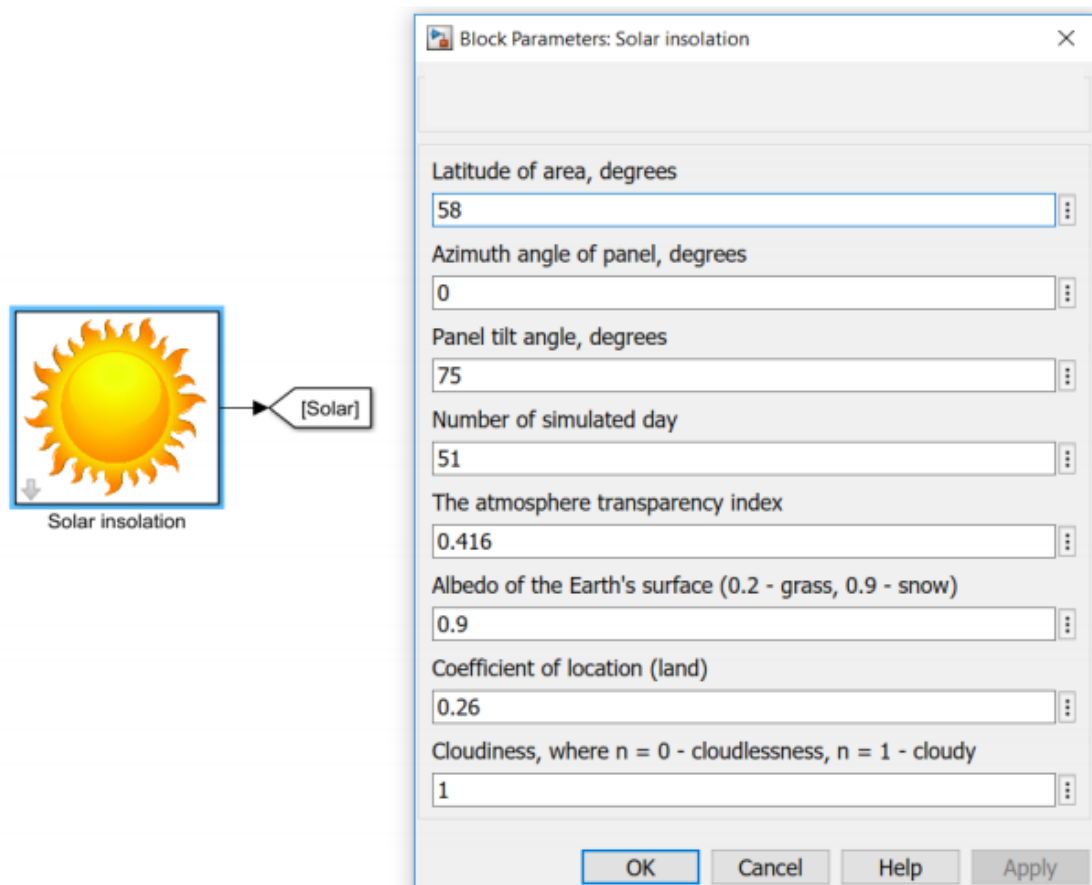 Block Parameters: Solar insolation
Latitude of area, degrees
58
Azimuth angle of panel, degrees
0
Panel tilt angle, degrees
75
Number of simulated day
51
The atmosphere transparency index
0.416
Albedo of the Earth's surface (0.2 - grass, 0.9 - snow)
0.9
Coefficient of location (land)
0.26
Cloudiness, where n = 0 - cloudlessness, n = 1 - cloudy
1
OK Cancel Help Apply
[Solar]
Solar insolation